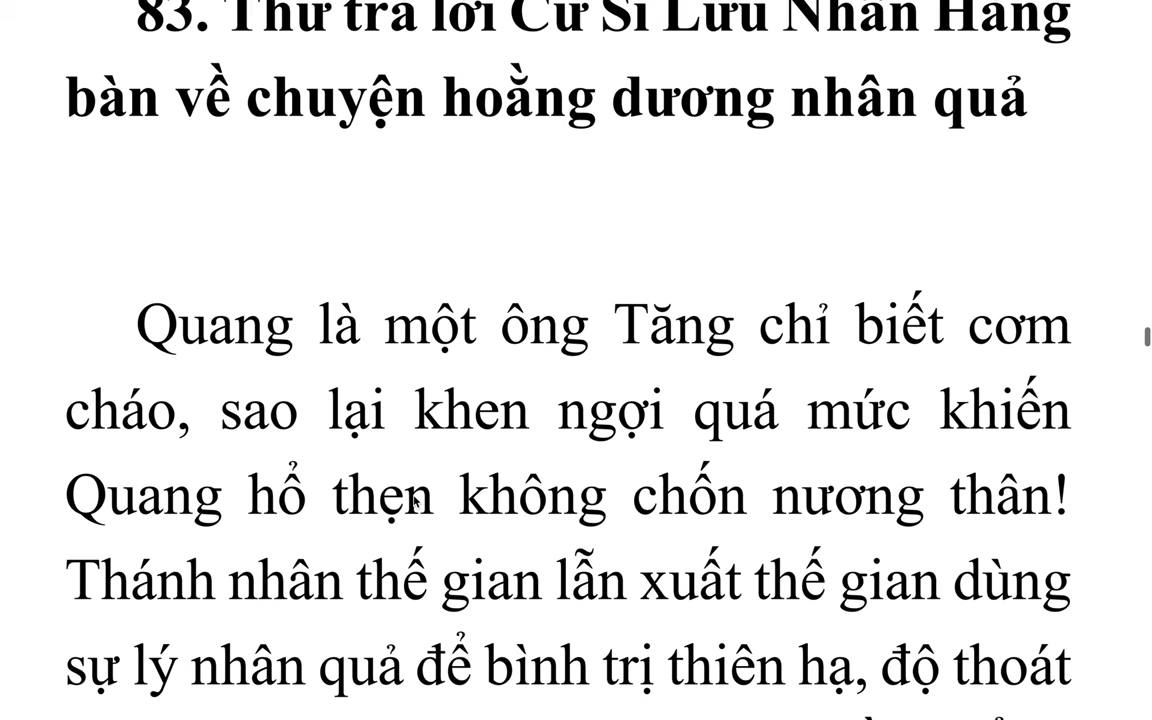 83. Thư trả lời Cư Sĩ Lưu Nhân Hàng
bàn về chuyện hoằng dương nhân quả
Quang là một ông Tăng chỉ biết cơm
cháo, sao lại khen ngợi quá mức khiến
Quang hổ thẹn không chốn nương thân!
Thánh nhân thế gian lẫn xuất thế gian dùng
sự lý nhân quả để bình trị thiên hạ, độ thoát